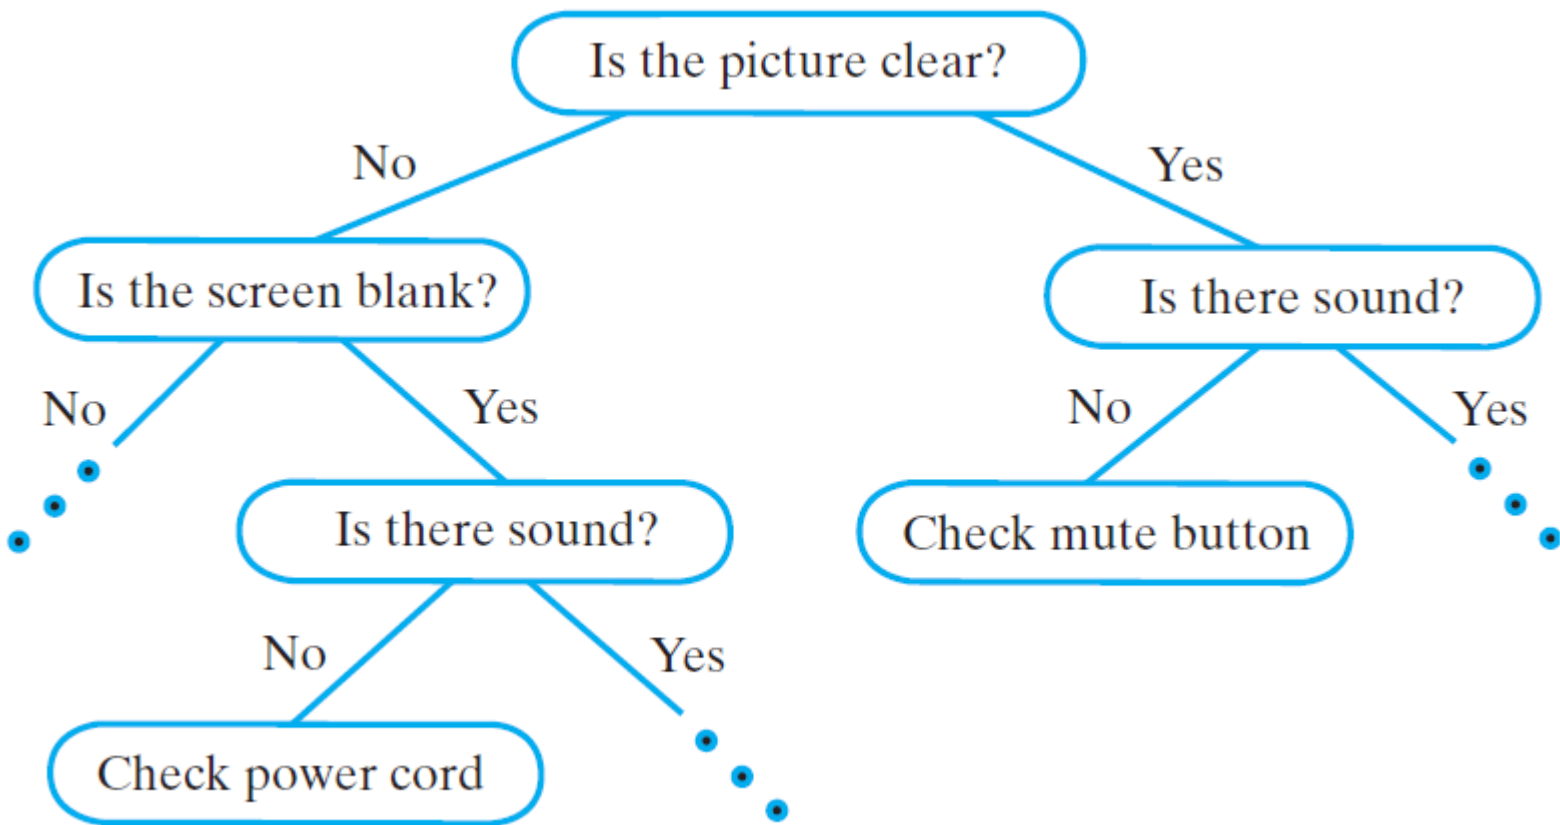 Is the picture clear?
No
Yes
Is the screen blank?
Is there sound?
No
Yes
No
Yes
Is there sound?
Check mute button
No
Yes
Check power cord